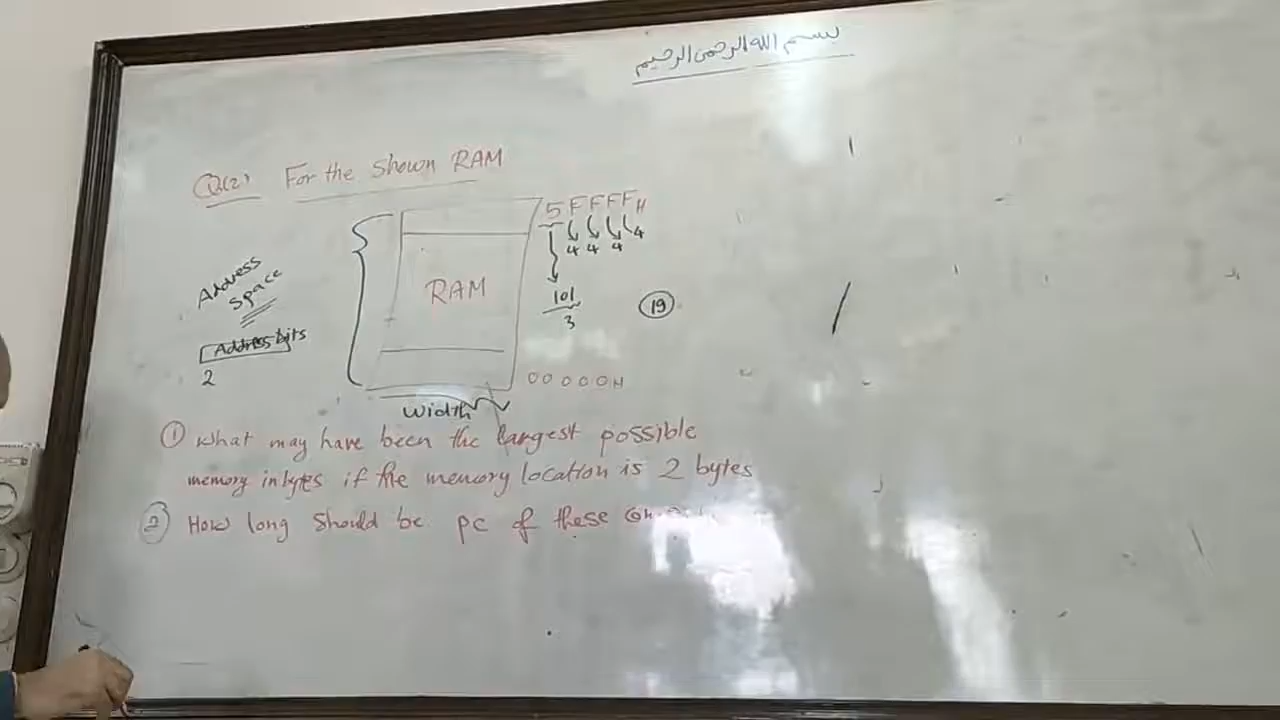 بسم الله الرحمن الرحيم
Q(2) For the Shown RAM
5FFFFH
4 4 4 4
Address
Space
RAM
101
3
19
Address bits
2
00000H
Width
① What may have been the largest possible
memory in bytes if the memory location is 2 bytes
② How long should be pc of these